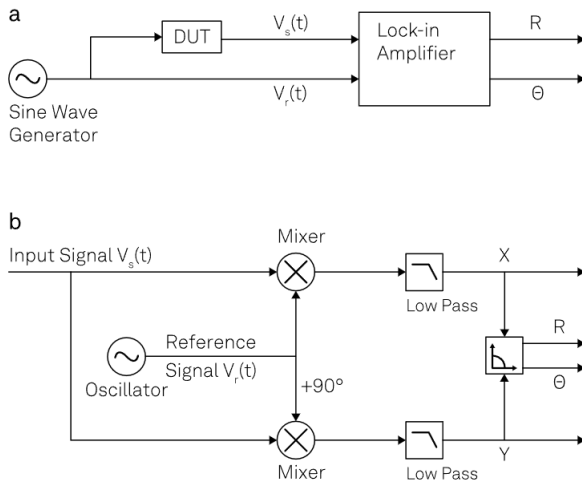 a
DUT
V_s(t)
Lock-in
Amplifier
R
V_r(t)
Θ
Sine Wave
Generator
b
Input Signal V_s(t)
Mixer
X
Low Pass
Reference
Signal V_r(t)
Oscillator
+90°
R
Θ
Mixer
Low Pass
Y